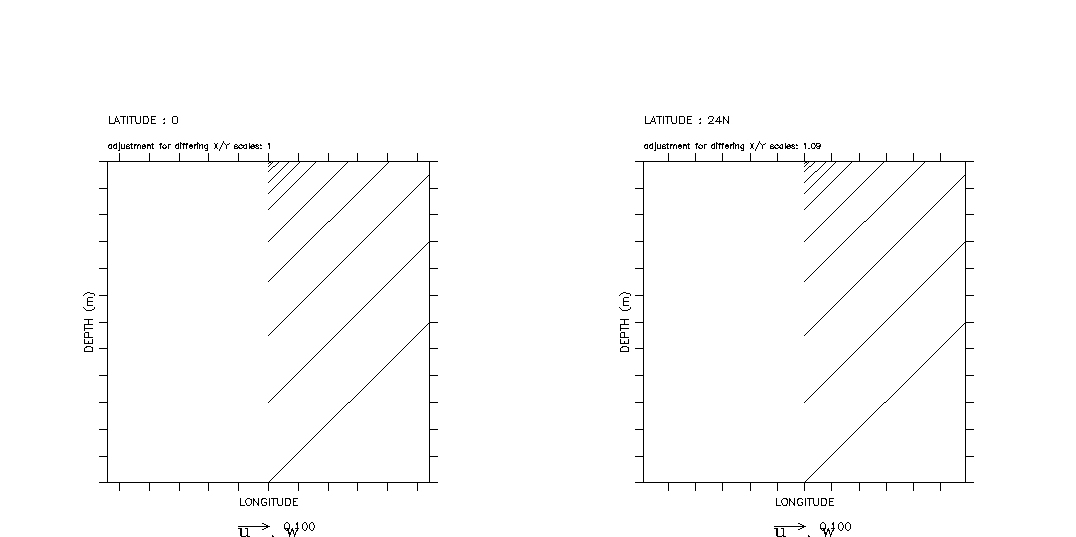 LATITUDE : 0
adjustment for differing X/Y scales: 1
DEPTH (m)
LONGITUDE
0.100
u , w
LATITUDE : 24N
adjustment for differing X/Y scales: 1.09
DEPTH (m)
LONGITUDE
0.100
u , w